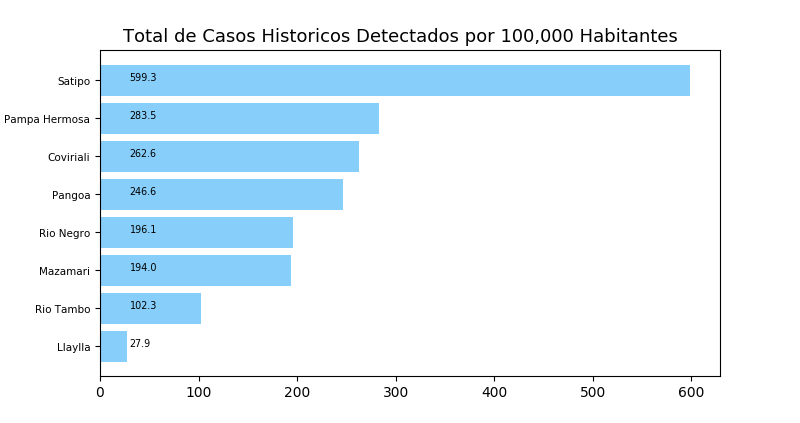 Total de Casos Historicos Detectados por 100,000 Habitantes
Satipo 599.3
Pampa Hermosa 283.5
Coviriali 262.6
Pangoa 246.6
Rio Negro 196.1
Mazamari 194.0
Rio Tambo 102.3
Llaylla 27.9
0 100 200 300 400 500 600